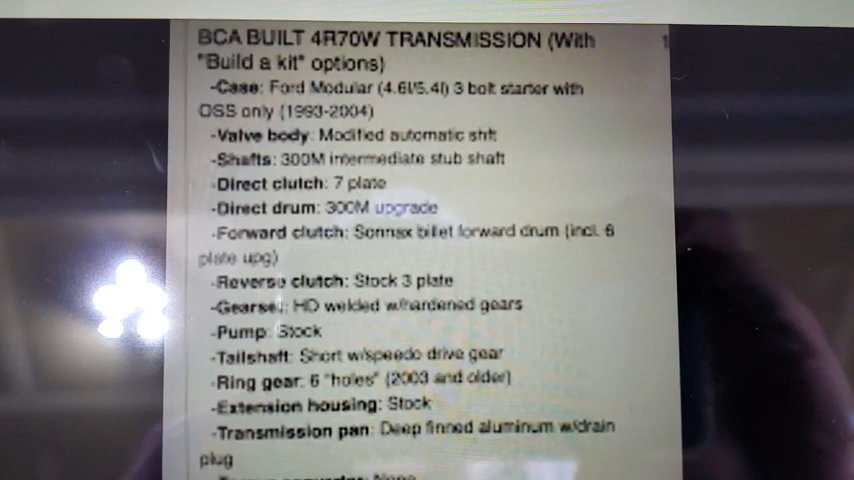 BCA BUILT 4R70W TRANSMISSION (With 1
"Build a kit" options)
-Case: Ford Modular (4.6l/5.4l) 3 bolt starter with
OSS only (1993-2004)
-Valve body: Modified automatic shft
-Shafts: 300M intermediate stub shaft
-Direct clutch: 7 plate
-Direct drum: 300M upgrade
-Forward clutch: Sonnax billet forward drum (incl. 6
plate upg)
-Reverse clutch: Stock 3 plate
-Gearset: HD welded w/hardened gears
-Pump: Stock
-Tailshaft: Short w/speedo drive gear
-Ring gear: 6 "holes" (2003 and older)
-Extension housing: Stock
-Transmission pan: Deep finned aluminum w/drain
plug